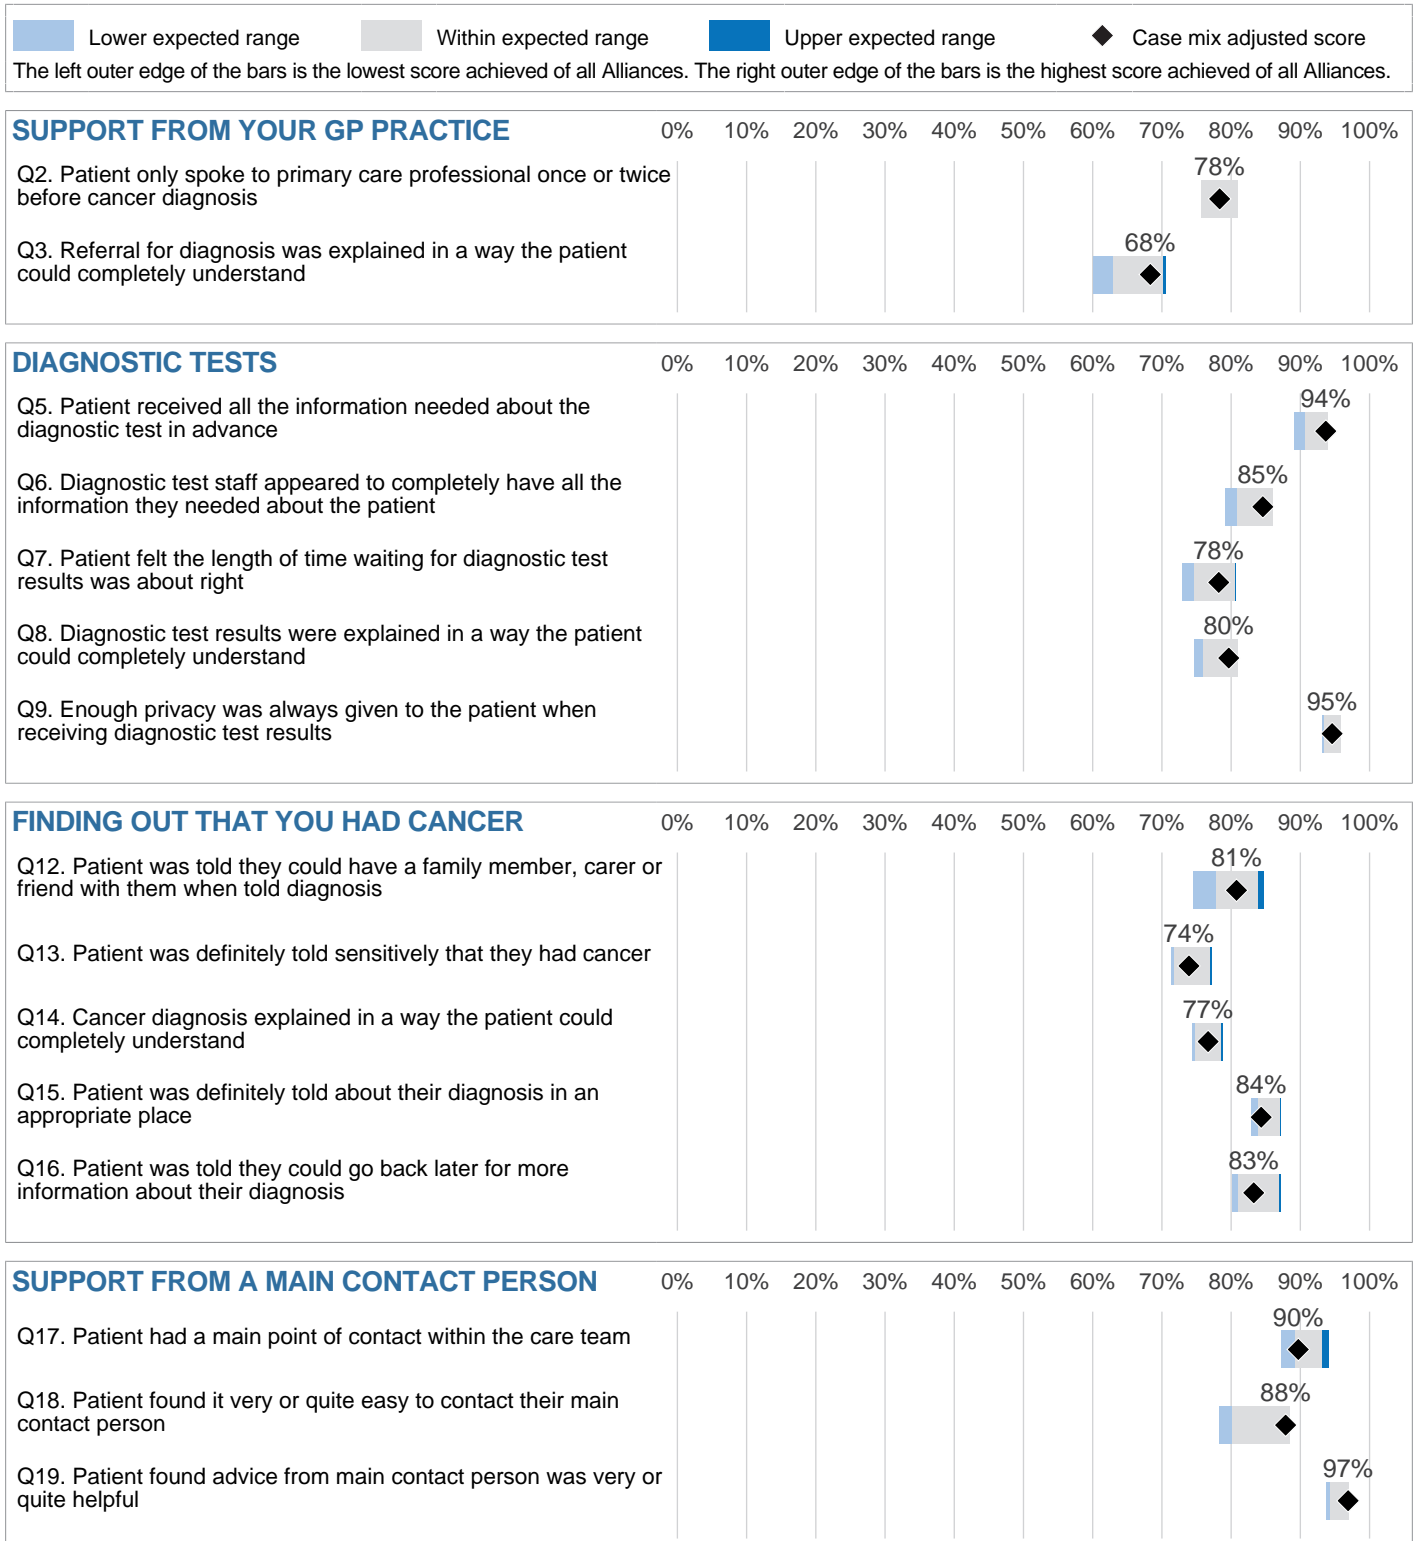 Lower expected range Within expected range Upper expected range Case mix adjusted score
The left outer edge of the bars is the lowest score achieved of all Alliances. The right outer edge of the bars is the highest score achieved of all Alliances.
SUPPORT FROM YOUR GP PRACTICE 0% 10% 20% 30% 40% 50% 60% 70% 80% 90% 100%
Q2. Patient only spoke to primary care professional once or twice
before cancer diagnosis
78%
Q3. Referral for diagnosis was explained in a way the patient
could completely understand
68%
DIAGNOSTIC TESTS 0% 10% 20% 30% 40% 50% 60% 70% 80% 90% 100%
Q5. Patient received all the information needed about the
diagnostic test in advance
94%
Q6. Diagnostic test staff appeared to completely have all the
information they needed about the patient
85%
Q7. Patient felt the length of time waiting for diagnostic test
results was about right
78%
Q8. Diagnostic test results were explained in a way the patient
could completely understand
80%
Q9. Enough privacy was always given to the patient when
receiving diagnostic test results
95%
FINDING OUT THAT YOU HAD CANCER 0% 10% 20% 30% 40% 50% 60% 70% 80% 90% 100%
Q12. Patient was told they could have a family member, carer or
friend with them when told diagnosis
81%
Q13. Patient was definitely told sensitively that they had cancer
74%
Q14. Cancer diagnosis explained in a way the patient could
completely understand
77%
Q15. Patient was definitely told about their diagnosis in an
appropriate place
84%
Q16. Patient was told they could go back later for more
information about their diagnosis
83%
SUPPORT FROM A MAIN CONTACT PERSON 0% 10% 20% 30% 40% 50% 60% 70% 80% 90% 100%
Q17. Patient had a main point of contact within the care team
90%
Q18. Patient found it very or quite easy to contact their main
contact person
88%
Q19. Patient found advice from main contact person was very or
quite helpful
97%